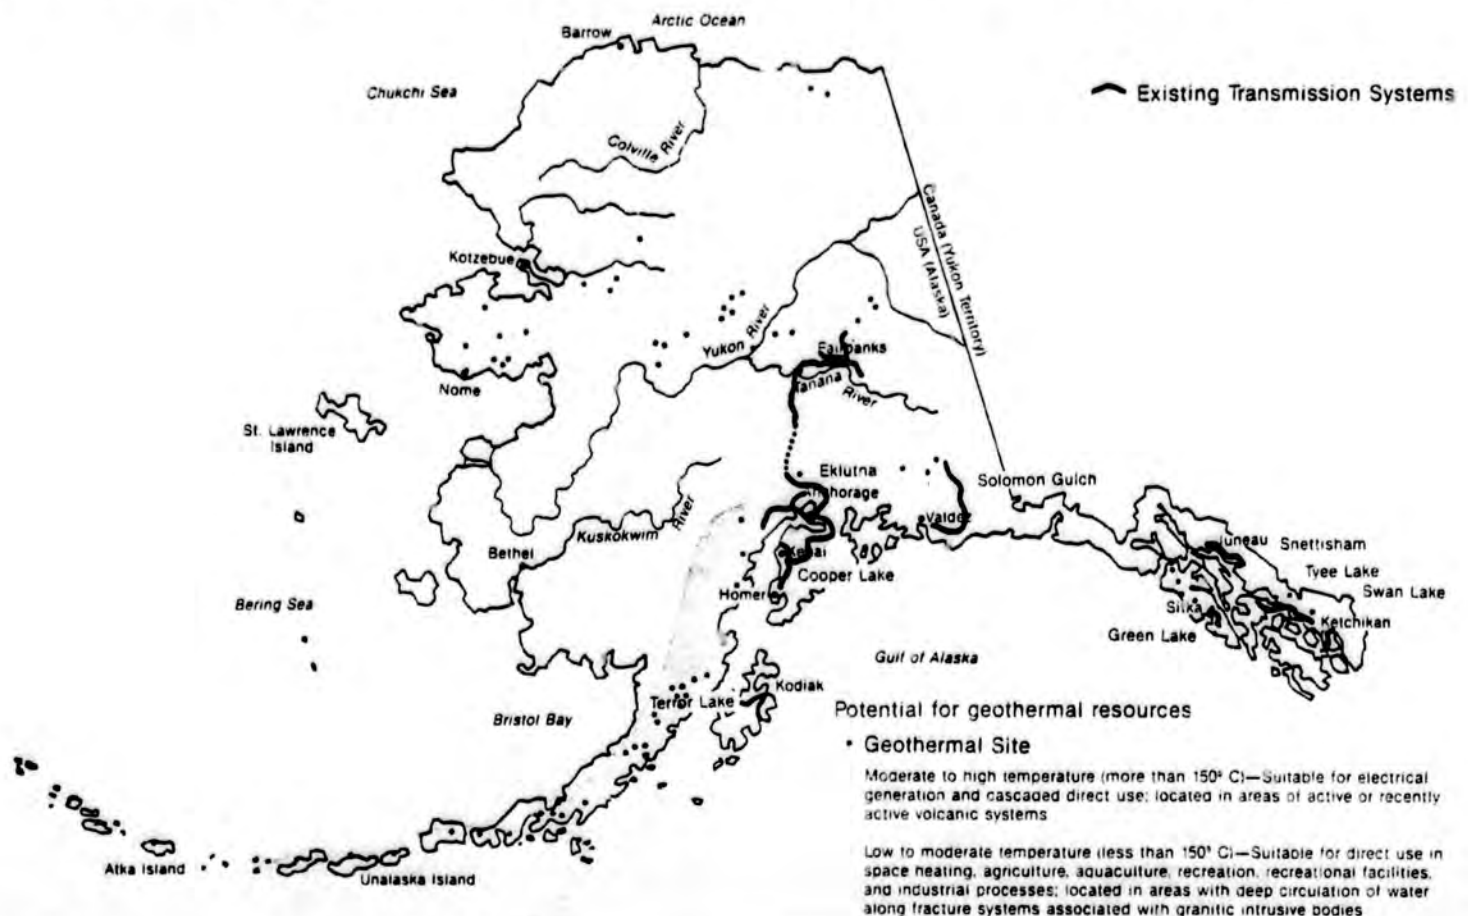 Arctic Ocean
Barrow
Chukchi Sea
Existing Transmission Systems
Colville River
Canada (Yukon Territory)
USA (Alaska)
Kotzebue
Yukon River
Fairbanks
Tanana River
Nome
St. Lawrence
Island
Eklutna
Anchorage
Solomon Gulch
Valdez
Kuskokwim River
Bethel
Kenai
Cooper Lake
Homer
Juneau
Snettisham
Tyee Lake
Swan Lake
Sitka
Ketchikan
Green Lake
Bering Sea
Gulf of Alaska
Kodiak
Terror Lake
Bristol Bay
Atka Island
Unalaska Island
Potential for geothermal resources
• Geothermal Site
Moderate to high temperature (more than 150° C)—Suitable for electrical
generation and cascaded direct use; located in areas of active or recently
active volcanic systems
Low to moderate temperature (less than 150° C)—Suitable for direct use in
space heating, agriculture, aquaculture, recreation, recreational facilities,
and industrial processes; located in areas with deep circulation of water
along fracture systems associated with granitic intrusive bodies